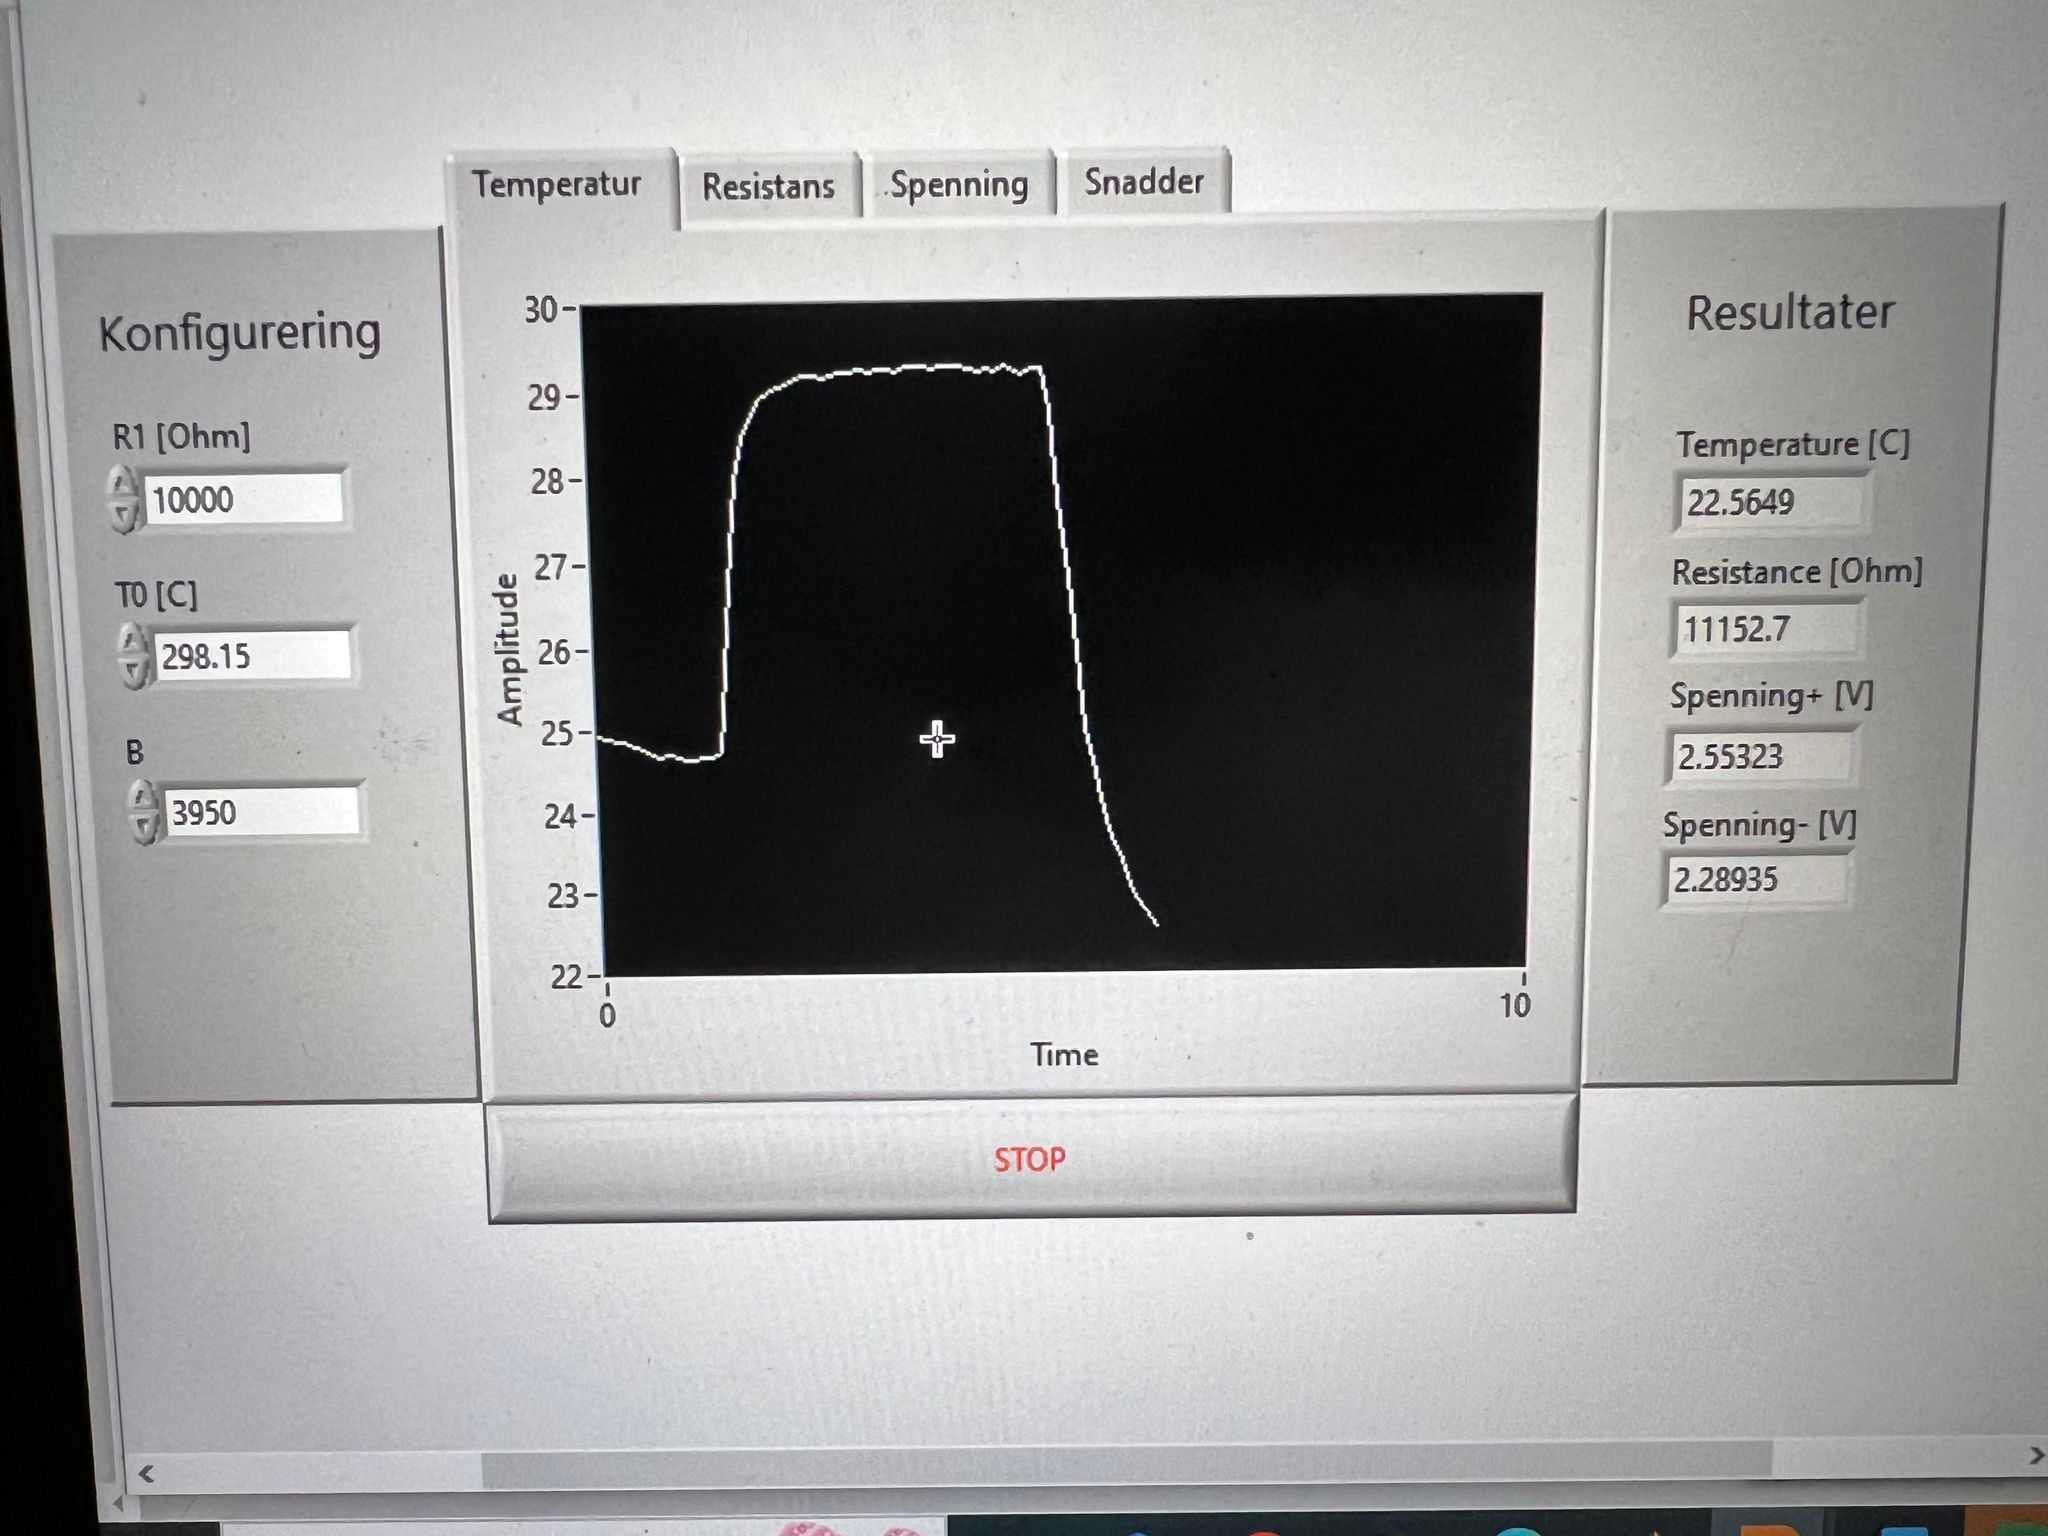 Temperatur
Resistans
Spenning
Snadder
Konfigurering
R1 [Ohm]
10000
T0 [C]
298.15
B
3950
Amplitude
30
29
28
27
26
25
24
23
22
0
10
Time
STOP
Resultater
Temperature [C]
22.5649
Resistance [Ohm]
11152.7
Spenning+ [V]
2.55323
Spenning- [V]
2.28935